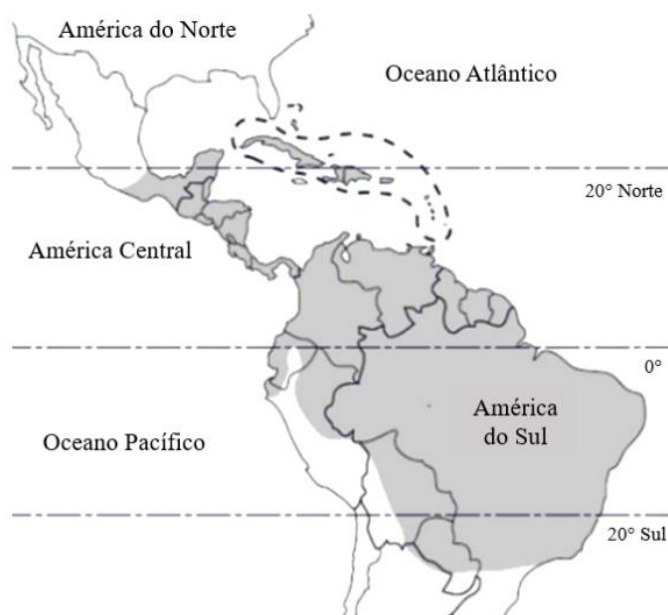 América do Norte
Oceano Atlântico
20° Norte
América Central
0°
América
do Sul
Oceano Pacífico
20° Sul